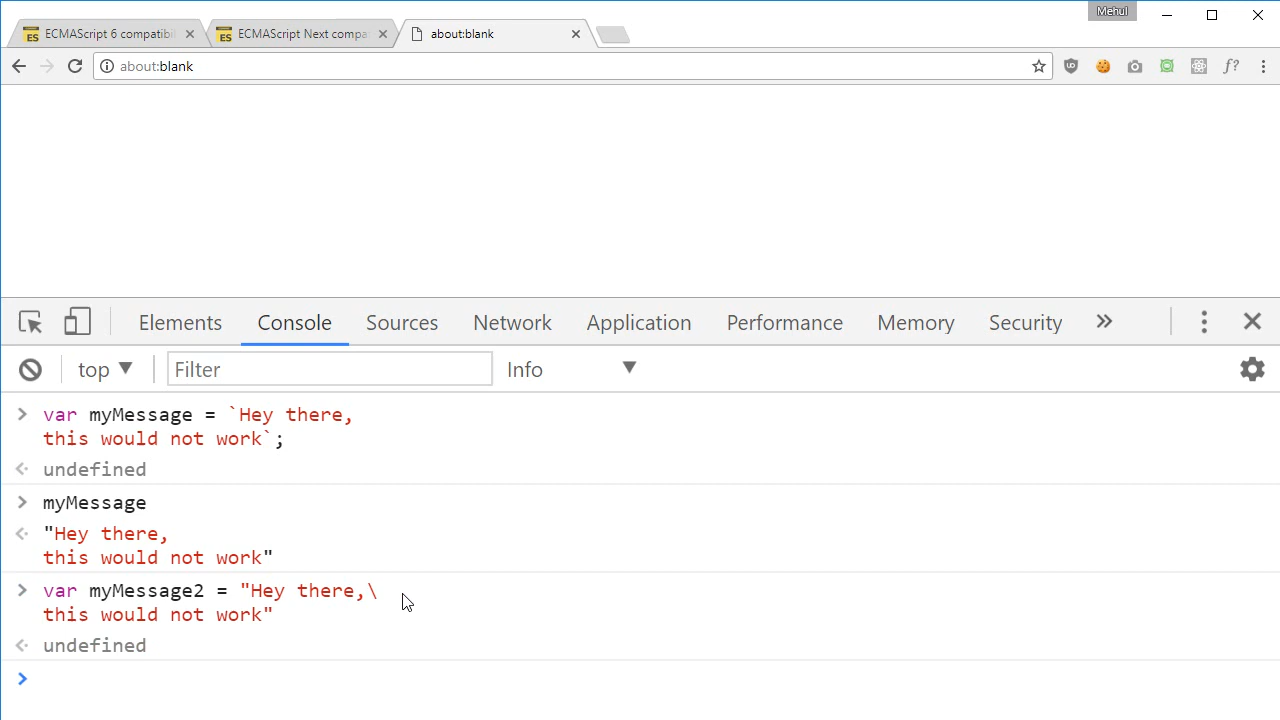 Mehul
ECMAScript 6 compatibi
ECMAScript Next compa
about:blank
about:blank
f?
Elements Console Sources Network Application Performance Memory Security »
top ▼ Filter Info ▼
> var myMessage = `Hey there,
this would not work`;
undefined
> myMessage
"Hey there,
this would not work"
> var myMessage2 = "Hey there,\
this would not work"
undefined
>